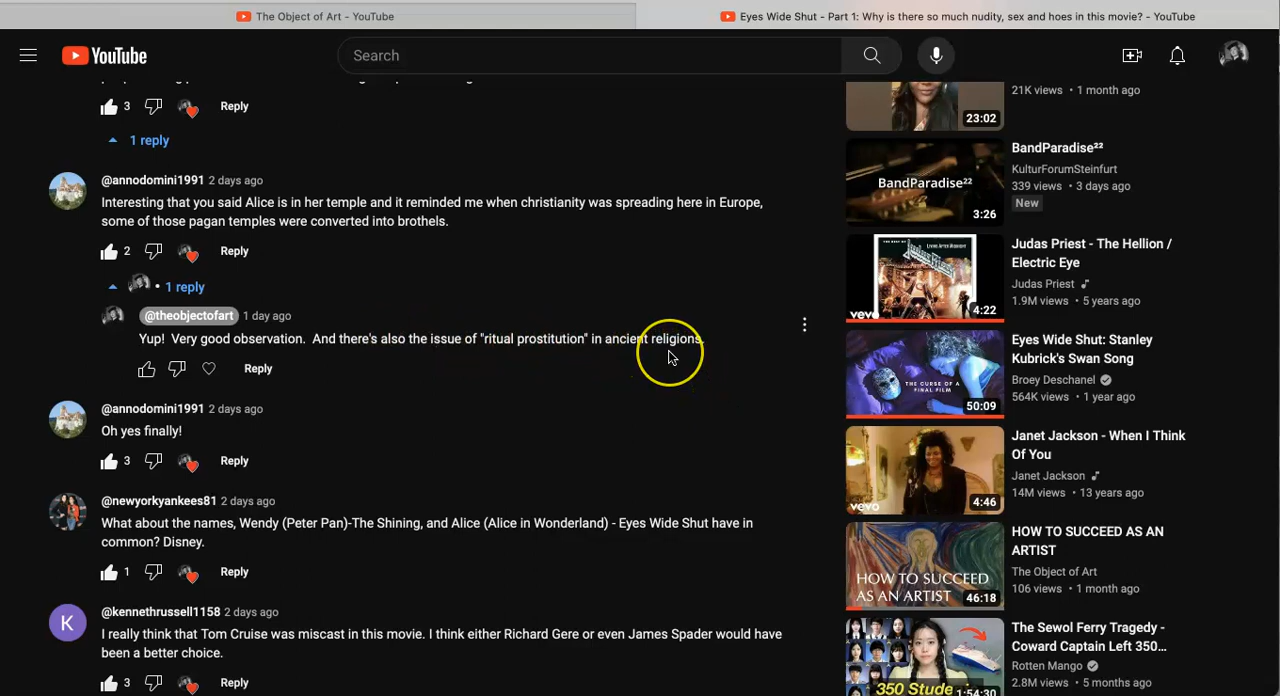 The Object of Art - YouTube
Eyes Wide Shut - Part 1: Why is there so much nudity, sex and hoes in this movie? - YouTube
YouTube
Search
3
Reply
1 reply
@annodomini1991 2 days ago
Interesting that you said Alice is in her temple and it reminded me when christianity was spreading here in Europe,
some of those pagan temples were converted into brothels.
2
Reply
1 reply
@theobjectofart 1 day ago
Yup! Very good observation. And there's also the issue of "ritual prostitution" in ancient religions.
Reply
@annodomini1991 2 days ago
Oh yes finally!
3
Reply
@newyorkyankees81 2 days ago
What about the names, Wendy (Peter Pan)-The Shining, and Alice (Alice in Wonderland) - Eyes Wide Shut have in
common? Disney.
1
Reply
K
@kennethrussell1158 2 days ago
I really think that Tom Cruise was miscast in this movie. I think either Richard Gere or even James Spader would have
been a better choice.
3
Reply
21K views • 1 month ago
23:02
BandParadise²²
3:26
BandParadise²²
KulturForumSteinfurt
339 views • 3 days ago
New
JUDAS PRIEST
vevo
4:22
Judas Priest - The Hellion /
Electric Eye
Judas Priest
1.9M views • 5 years ago
THE CURSE OF A
FINAL FILM
50:09
Eyes Wide Shut: Stanley
Kubrick's Swan Song
Broey Deschanel
564K views • 1 year ago
vevo
4:46
Janet Jackson - When I Think
Of You
Janet Jackson
14M views • 13 years ago
HOW TO SUCCEED
AS AN ARTIST
46:18
HOW TO SUCCEED AS AN
ARTIST
The Object of Art
106 views • 1 month ago
350 Stude
1:54:30
The Sewol Ferry Tragedy -
Coward Captain Left 350...
Rotten Mango
2.8M views • 5 months ago